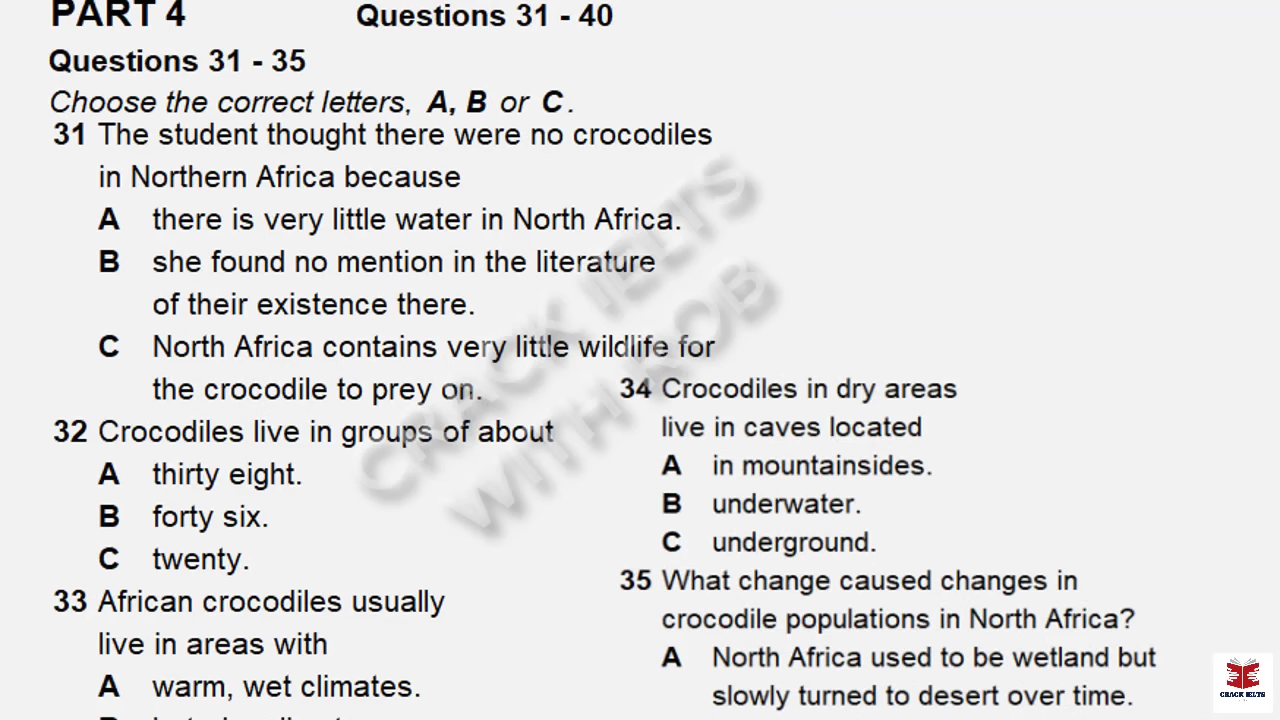 PART 4 Questions 31 - 40
Questions 31 - 35
Choose the correct letters, A, B or C.
31 The student thought there were no crocodiles
in Northern Africa because
A there is very little water in North Africa.
B she found no mention in the literature
of their existence there.
C North Africa contains very little wildlife for
the crocodile to prey on.
32 Crocodiles live in groups of about
A thirty eight.
B forty six.
C twenty.
33 African crocodiles usually
live in areas with
A warm, wet climates.
34 Crocodiles in dry areas
live in caves located
A in mountainsides.
B underwater.
C underground.
35 What change caused changes in
crocodile populations in North Africa?
A North Africa used to be wetland but
slowly turned to desert over time.
CRACK IELTS
WITH ROB
CRACK IELTS